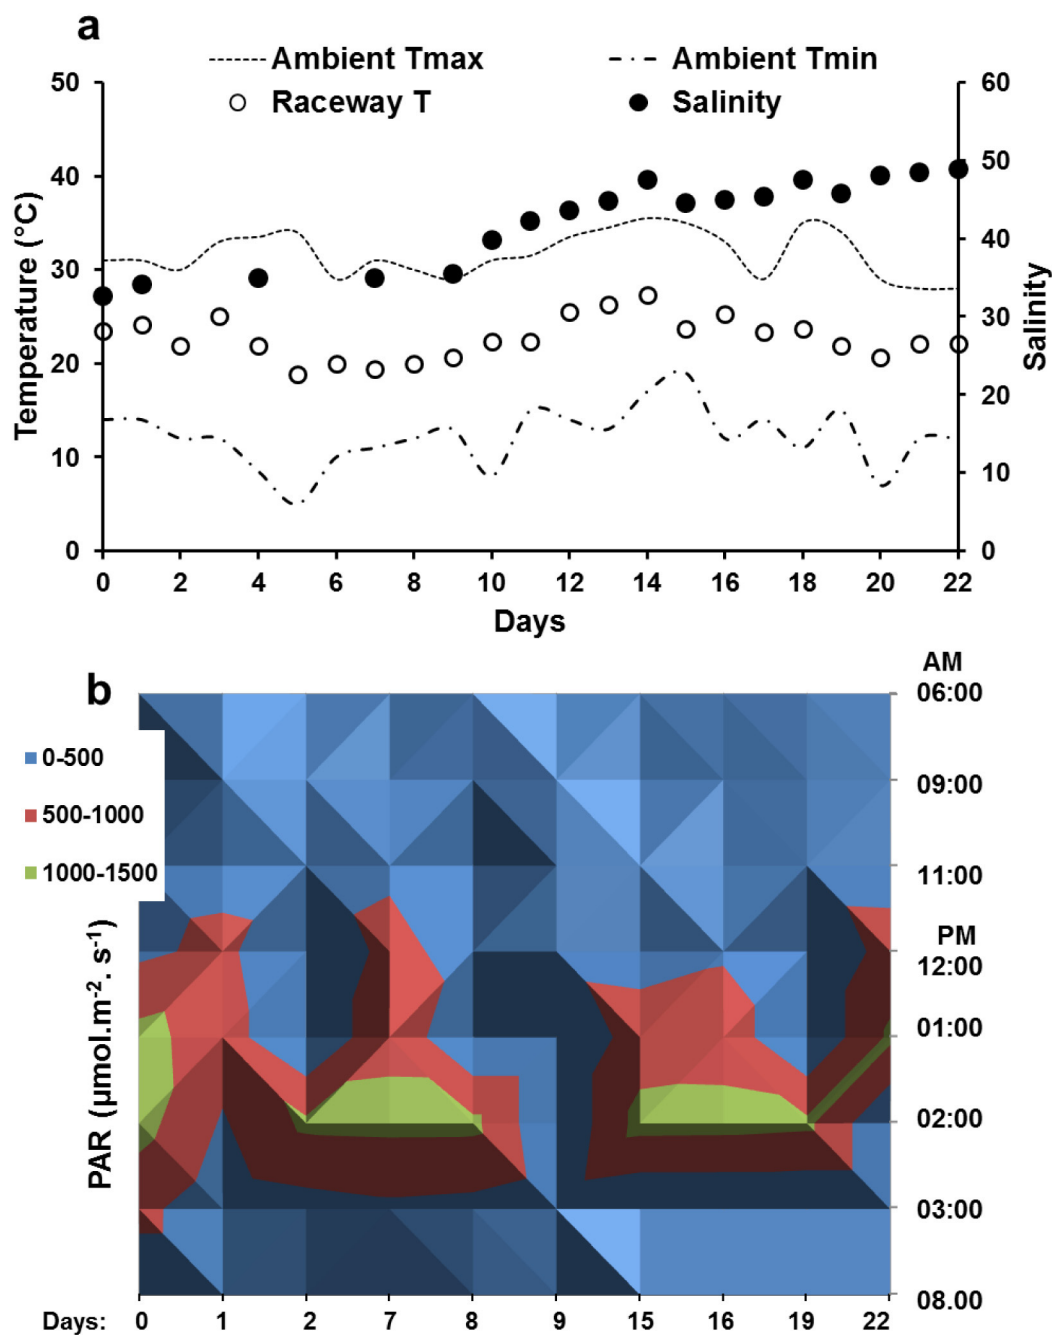 a
Ambient Tmax Ambient Tmin
Raceway T Salinity
50 60
40 50
30 40
20 30
10 20
0 10
0
Temperature (°C)
Salinity
0 2 4 6 8 10 12 14 16 18 20 22
Days
b
AM
06:00
0-500
09:00
500-1000
1000-1500
11:00
PM
12:00
01:00
02:00
03:00
08.00
PAR (µmol.m-2. s-1)
Days: 0 1 2 7 8 9 15 16 19 22